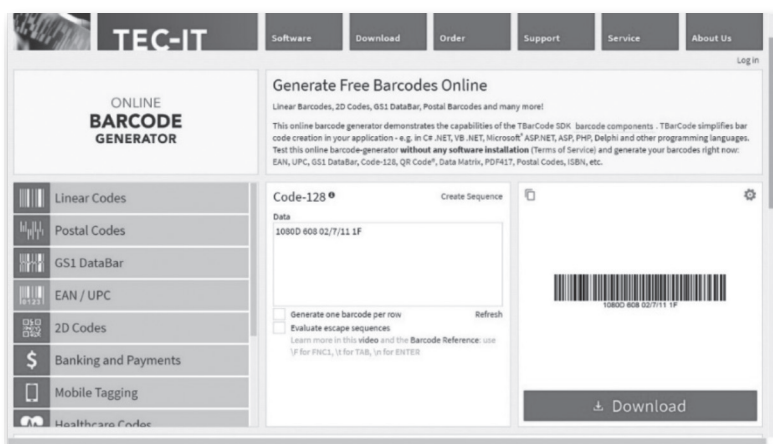 TEC-IT
Software Download Order Support Service About Us
Log in
ONLINE
BARCODE
GENERATOR
Generate Free Barcodes Online
Linear Barcodes, 2D Codes, GS1 DataBar, Postal Barcodes and many more!
This online barcode generator demonstrates the capabilities of the TBarCode SDK barcode components . TBarCode simplifies bar
code creation in your application - e.g. in C# .NET, VB .NET, Microsoft® ASP.NET, ASP, PHP, Delphi and other programming languages.
Test this online barcode-generator without any software installation (Terms of Service) and generate your barcodes right now:
EAN, UPC, GS1 DataBar, Code-128, QR Code®, Data Matrix, PDF417, Postal Codes, ISBN, etc.
Linear Codes
Postal Codes
GS1 DataBar
EAN / UPC
2D Codes
Banking and Payments
Mobile Tagging
Healthcare Codes
Code-128
Create Sequence
Data
1080D 608 02/7/11 1F
Generate one barcode per row
Refresh
Evaluate escape sequences
Learn more in this video and the Barcode Reference: use
\F for FNC1, \t for TAB, \n for ENTER
1080D 608 02/7/11 1F
Download